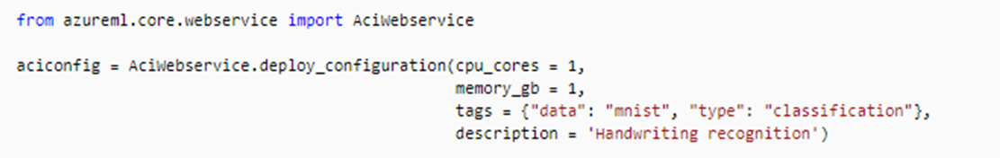 from azureml.core.webservice import AciWebservice
aciconfig = AciWebservice.deploy_configuration(cpu_cores = 1,
memory_gb = 1,
tags = {"data": "mnist", "type": "classification"},
description = 'Handwriting recognition')